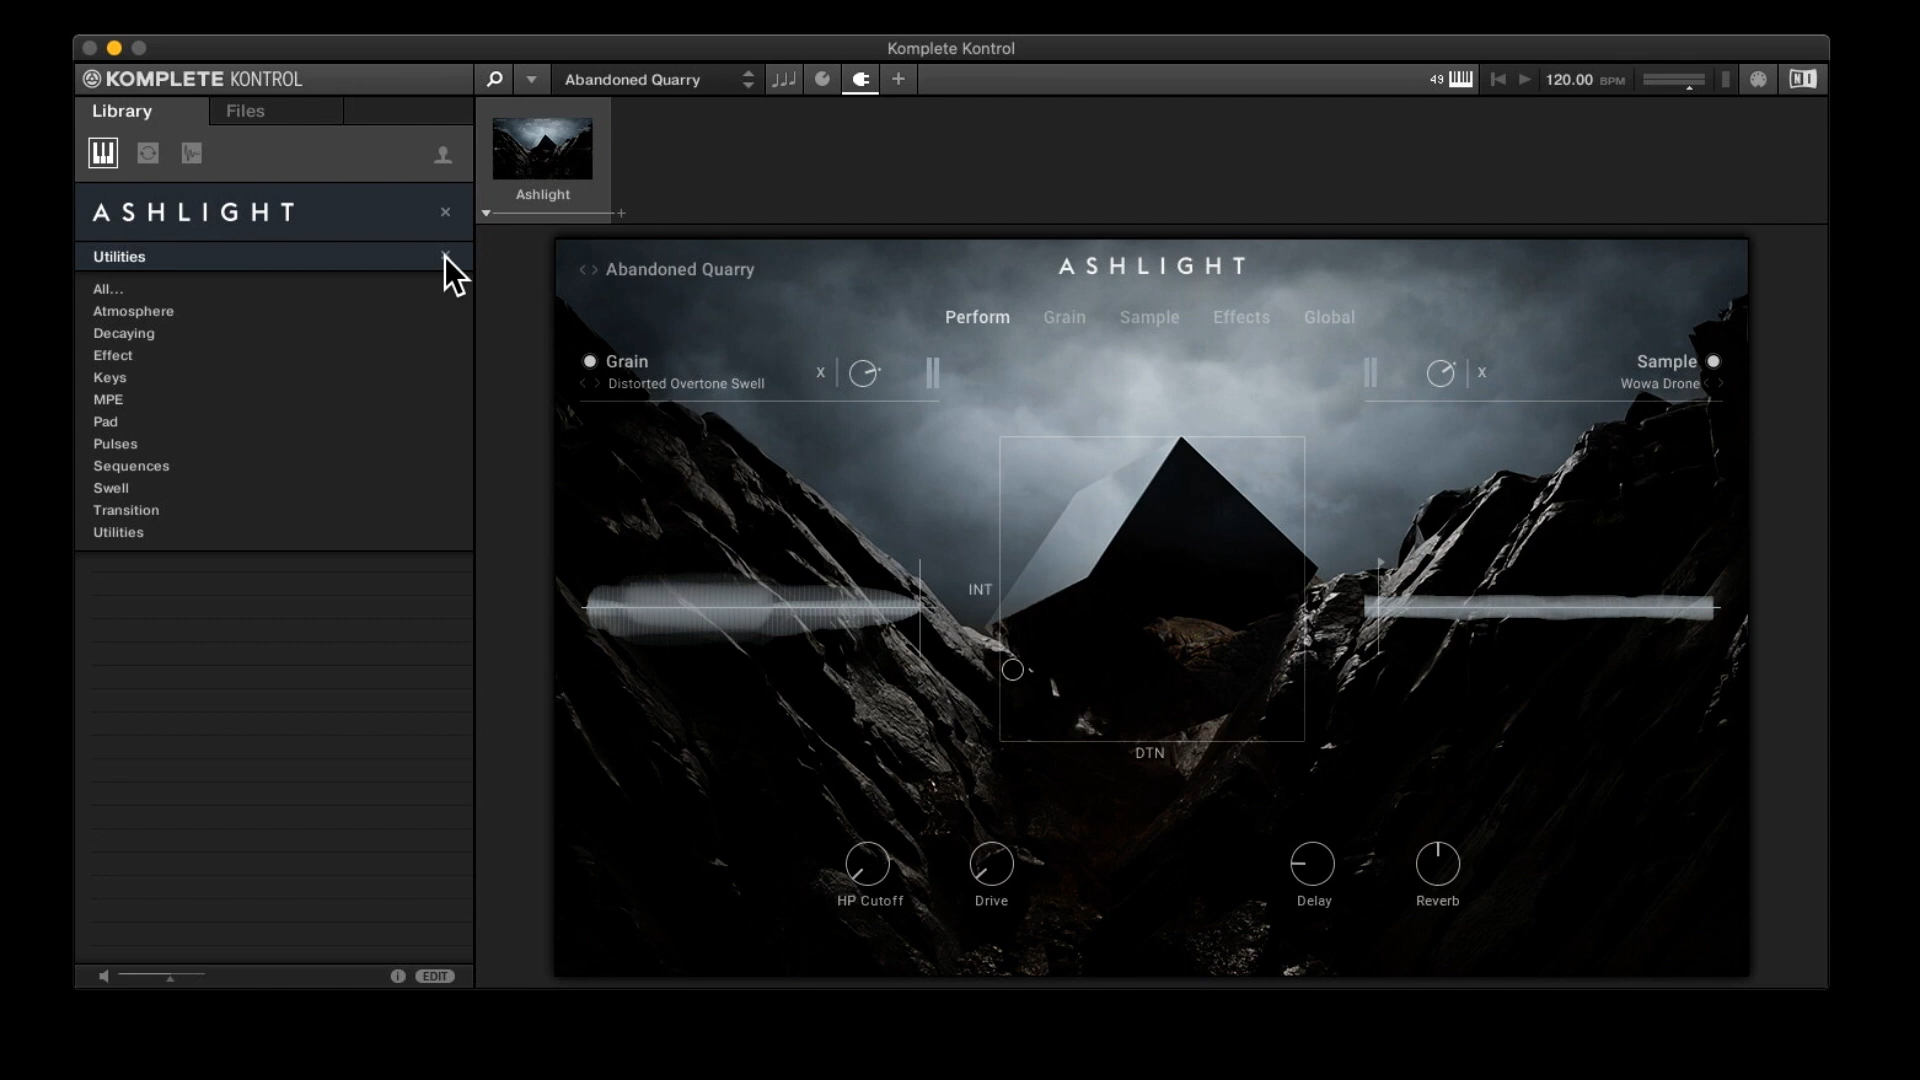 Komplete Kontrol
KOMPLETE KONTROL
Abandoned Quarry
49
120.00 BPM
NI
Library
Files
ASHLIGHT
Utilities
All...
Atmosphere
Decaying
Effect
Keys
MPE
Pad
Pulses
Sequences
Swell
Transition
Utilities
EDIT
Ashlight
Abandoned Quarry
ASHLIGHT
Perform
Grain
Sample
Effects
Global
Grain
Distorted Overtone Swell
X
Sample
Wowa Drone
X
INT
DTN
HP Cutoff
Drive
Delay
Reverb